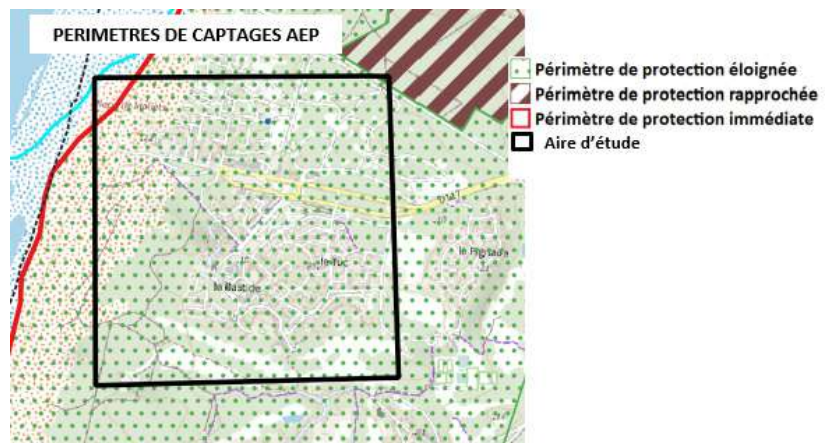 PERIMETRES DE CAPTAGES AEP
Périmètre de protection éloignée
Périmètre de protection rapprochée
Périmètre de protection immédiate
Aire d'étude
le Tuc
la Bastide
le Pignada